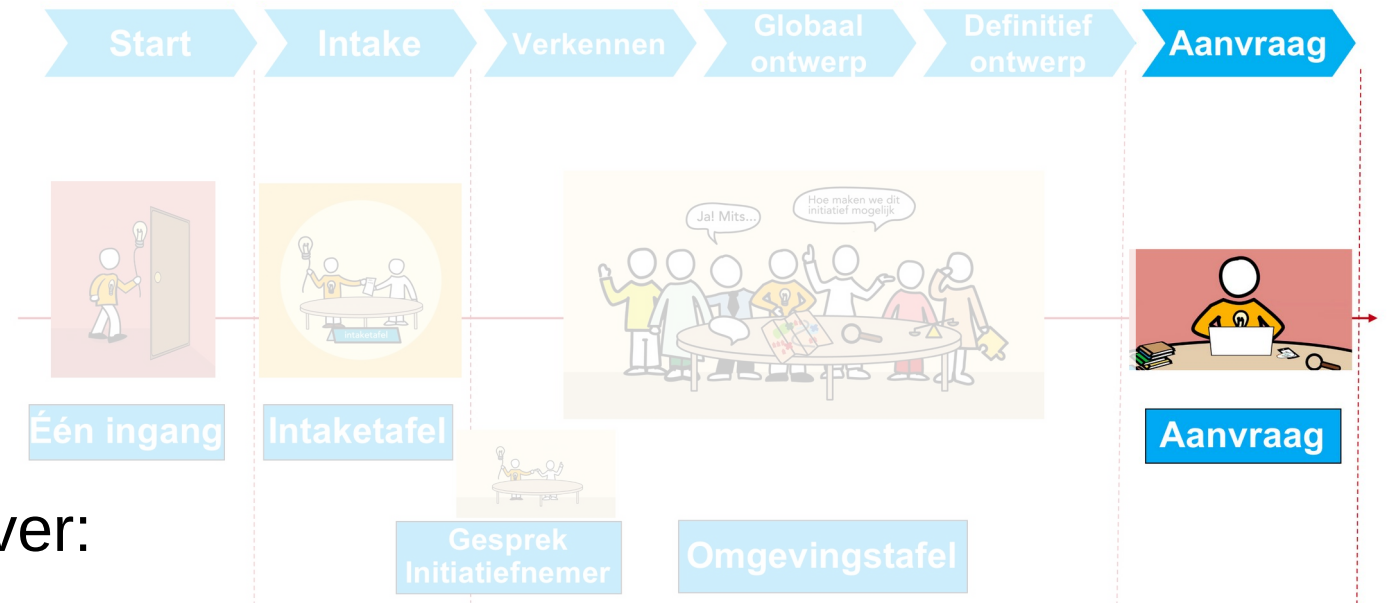 Start
Intake
Verkennen
Globaal
ontwerp
Definitief
ontwerp
Aanvraag
Ja! Mits...
Hoe maken we dit
initiatief mogelijk
Intaketafel
Één ingang
Intaketafel
Aanvraag
Gesprek
Initiatiefnemer
Omgevingstafel
ver: